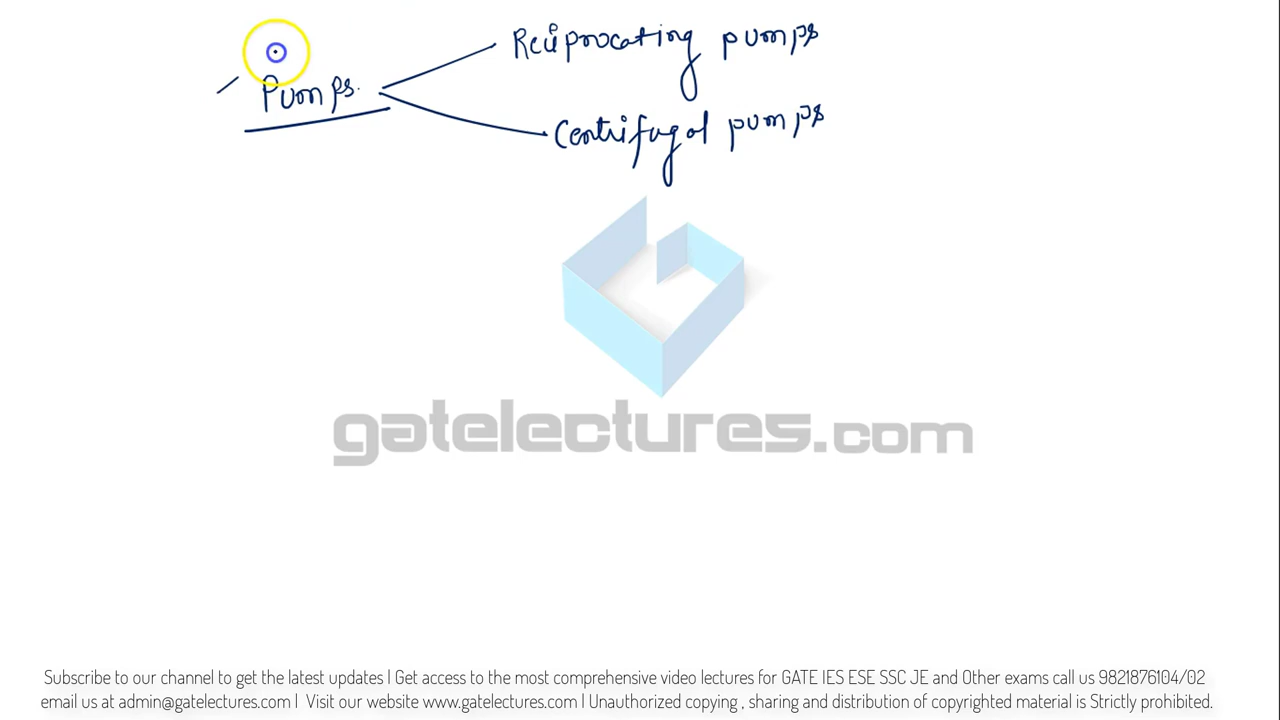 Reciprocating pumps
Pumps.
Centrifugal pumps
gatelectures.com
Subscribe to our channel to get the latest updates | Get access to the most comprehensive video lectures for GATE IES ESE SSC JE and Other exams call us 9821876104/02
email us at admin@gatelectures.com | Visit our website www.gatelectures.com | Unauthorized copying , sharing and distribution of copyrighted material is Strictly prohibited.